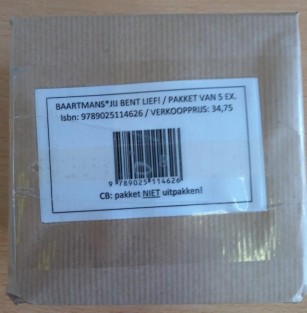 BAARTMANS*JIJ BENT LIEF! / PAKKET VAN 5 EX.
Isbn: 9789025114626 / VERKOOPPRIJS: 34,75
9 789025 114626
CB: pakket NIET uitpakken!